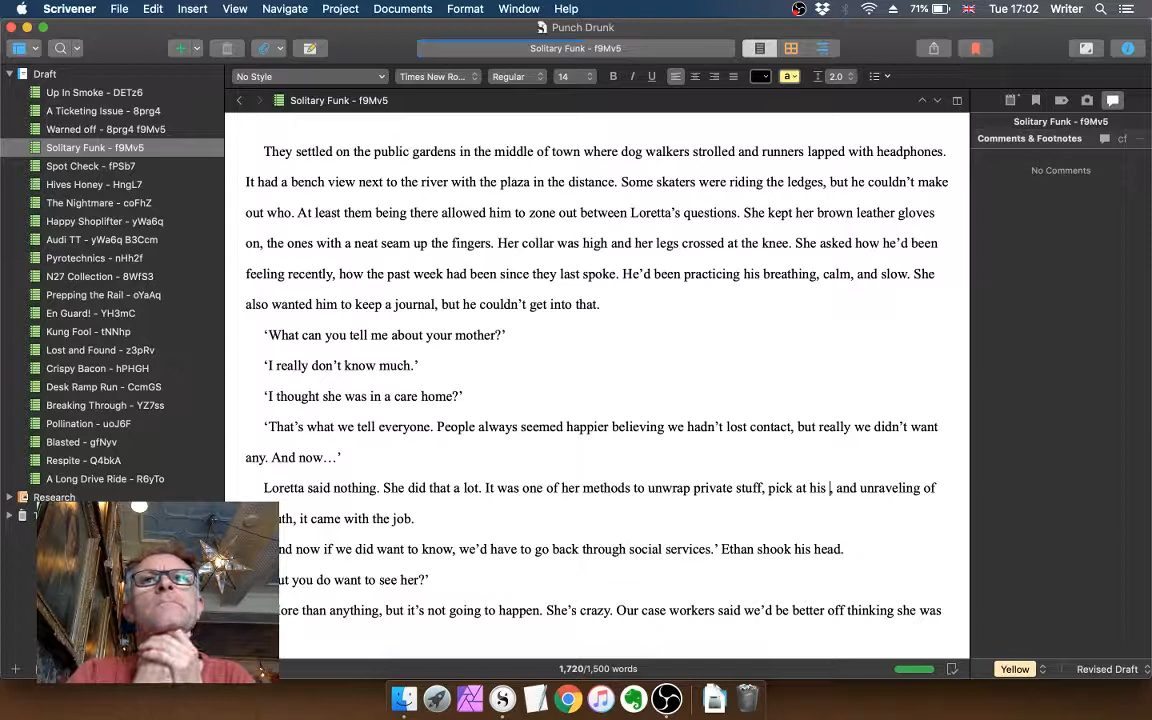 Scrivener File Edit Insert View Navigate Project Documents Format Window Help 71% Tue 17:02 Writer
Punch Drunk
Solitary Funk - f9Mv5
No Style Times New Ro... Regular 14 B I U a 2.0
Solitary Funk - f9Mv5
Draft
Up In Smoke - DETz6
A Ticketing Issue - 8prg4
Warned off - 8prg4 f9Mv5
Solitary Funk - f9Mv5
Spot Check - fPSb7
Hives Honey - HngL7
The Nightmare - coFhZ
Happy Shoplifter - yWa6q
Audi TT - yWa6q B3Ccm
Pyrotechnics - nHh2f
N27 Collection - 8WfS3
Prepping the Rail - oYaAq
En Guard! - YH3mC
Kung Fool - tNNhp
Lost and Found - z3pRv
Crispy Bacon - hPHGH
Desk Ramp Run - CcmGS
Breaking Through - YZ7ss
Pollination - uoJ6F
Blasted - gfNyv
Respite - Q4bkA
A Long Drive Ride - R6yTo
Research
They settled on the public gardens in the middle of town where dog walkers strolled and runners lapped with headphones.
It had a bench view next to the river with the plaza in the distance. Some skaters were riding the ledges, but he couldn’t make
out who. At least them being there allowed him to zone out between Loretta’s questions. She kept her brown leather gloves
on, the ones with a neat seam up the fingers. Her collar was high and her legs crossed at the knee. She asked how he’d been
feeling recently, how the past week had been since they last spoke. He’d been practicing his breathing, calm, and slow. She
also wanted him to keep a journal, but he couldn’t get into that.
‘What can you tell me about your mother?’
‘I really don’t know much.’
‘I thought she was in a care home?’
‘That’s what we tell everyone. People always seemed happier believing we hadn’t lost contact, but really we didn’t want
any. And now…’
Loretta said nothing. She did that a lot. It was one of her methods to unwrap private stuff, pick at his , and unraveling of
uth, it came with the job.
nd now if we did want to know, we’d have to go back through social services.’ Ethan shook his head.
ut you do want to see her?’
ore than anything, but it’s not going to happen. She’s crazy. Our case workers said we’d be better off thinking she was
1,720/1,500 words
Solitary Funk - f9Mv5
Comments & Footnotes cf
No Comments
Yellow Revised Draft